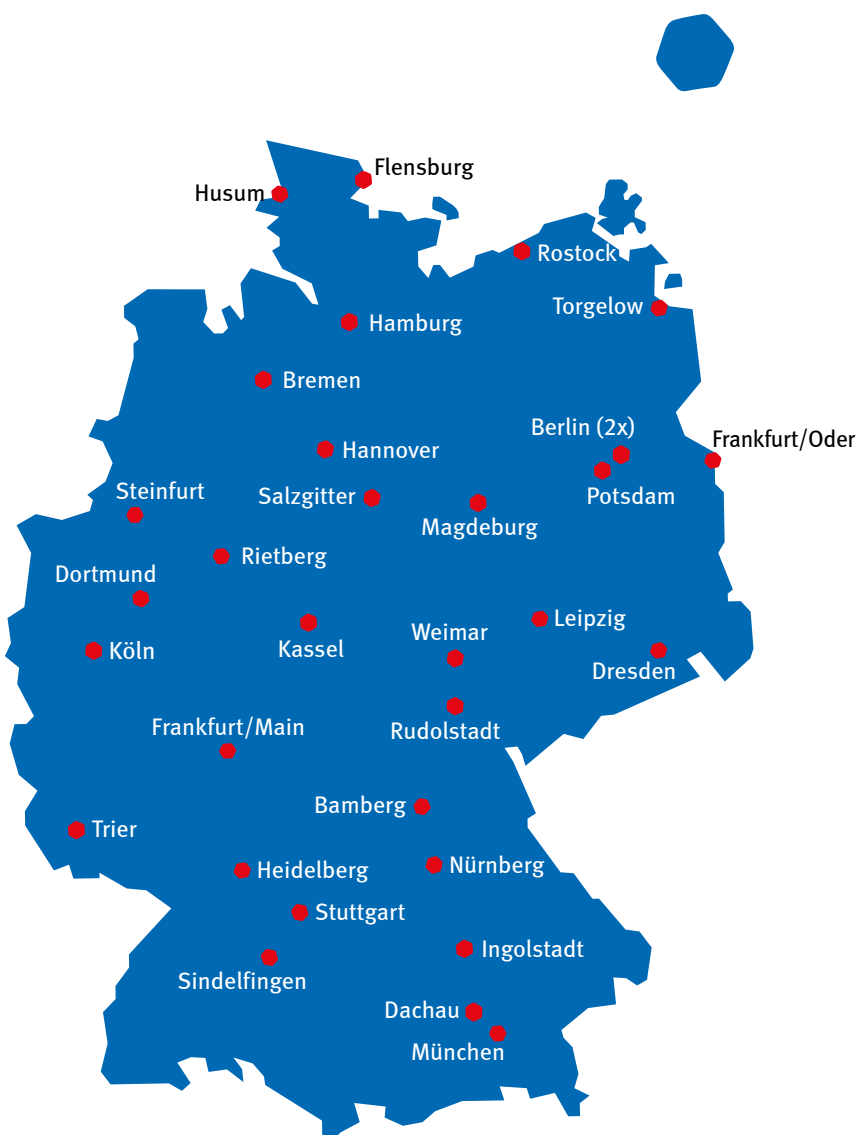 Flensburg
Husum
Rostock
Torgelow
Hamburg
Bremen
Berlin (2x)
Frankfurt/Oder
Hannover
Steinfurt
Salzgitter
Potsdam
Magdeburg
Rietberg
Dortmund
Leipzig
Weimar
Köln
Kassel
Dresden
Frankfurt/Main
Rudolstadt
Bamberg
Trier
Heidelberg
Nürnberg
Stuttgart
Ingolstadt
Sindelfingen
Dachau
München